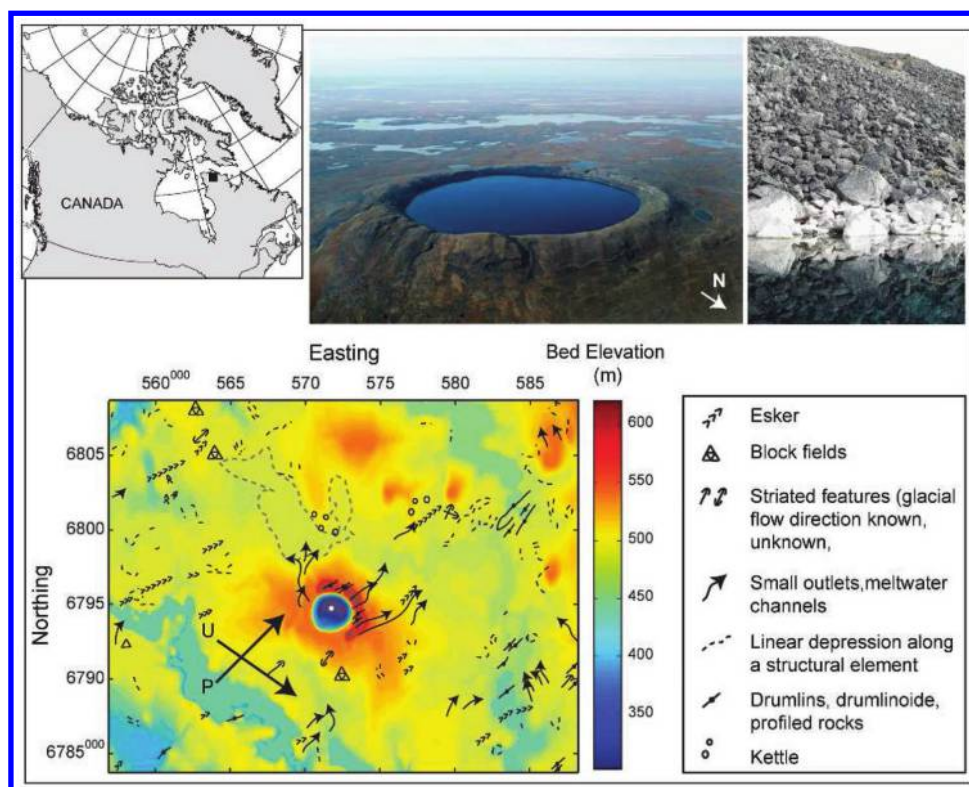 CANADA
N
Easting
560⁰⁰⁰ 565 570 575 580 585
Bed Elevation
(m)
Northing
6805
6800
6795
6790
6785⁰⁰⁰
U
P
600
550
500
450
400
350
Esker
Block fields
Striated features (glacial
flow direction known,
unknown,
Small outlets,meltwater
channels
Linear depression along
a structural element
Drumlins, drumlinoide,
profiled rocks
Kettle